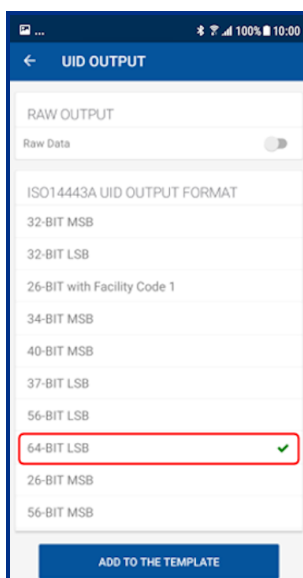 ... 100% 10:00
UID OUTPUT
RAW OUTPUT
Raw Data
ISO14443A UID OUTPUT FORMAT
32-BIT MSB
32-BIT LSB
26-BIT with Facility Code 1
34-BIT MSB
40-BIT MSB
37-BIT LSB
56-BIT LSB
64-BIT LSB
26-BIT MSB
56-BIT MSB
ADD TO THE TEMPLATE